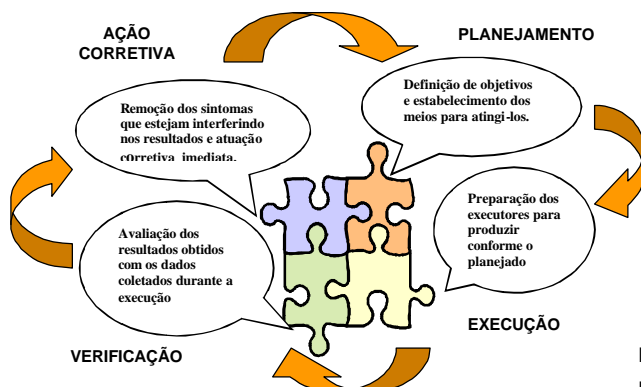 AÇÃO
CORRETIVA
PLANEJAMENTO
Remoção dos sintomas
que estejam interferindo
nos resultados e atuação
corretiva imediata.
Definição de objetivos
e estabelecimento dos
meios para atingi-los.
Avaliação dos
resultados obtidos
com os dados
coletados durante a
execução
Preparação dos
executores para
produzir
conforme o
planejado
VERIFICAÇÃO
EXECUÇÃO